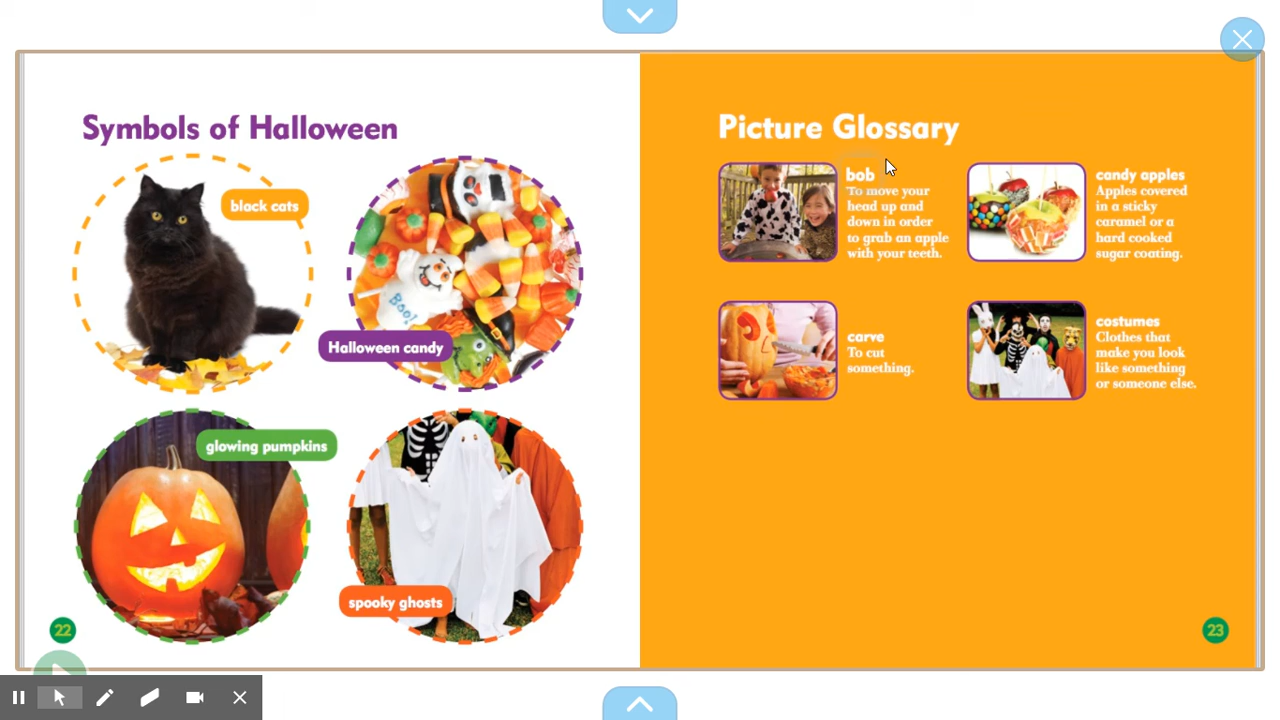 Symbols of Halloween
black cats
Halloween candy
Boo!
glowing pumpkins
spooky ghosts
22
Picture Glossary
bob
To move your
head up and
down in order
to grab an apple
with your teeth.
candy apples
Apples covered
in a sticky
caramel or a
hard cooked
sugar coating.
carve
To cut
something.
costumes
Clothes that
make you look
like something
or someone else.
23